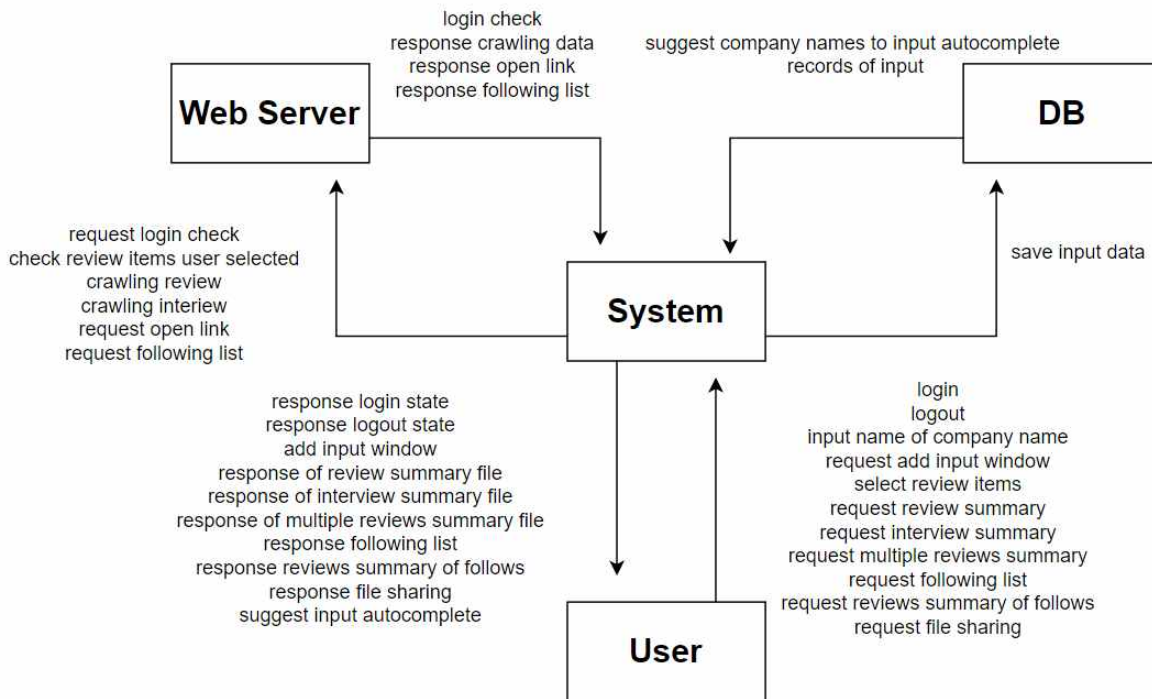 login check
response crawling data
response open link
response following list
suggest company names to input autocomplete
records of input
Web Server
DB
request login check
check review items user selected
crawling review
crawling interiew
request open link
request following list
save input data
System
response login state
response logout state
add input window
response of review summary file
response of interview summary file
response of multiple reviews summary file
response following list
response reviews summary of follows
response file sharing
suggest input autocomplete
login
logout
input name of company name
request add input window
select review items
request review summary
request interview summary
request multiple reviews summary
request following list
request reviews summary of follows
request file sharing
User